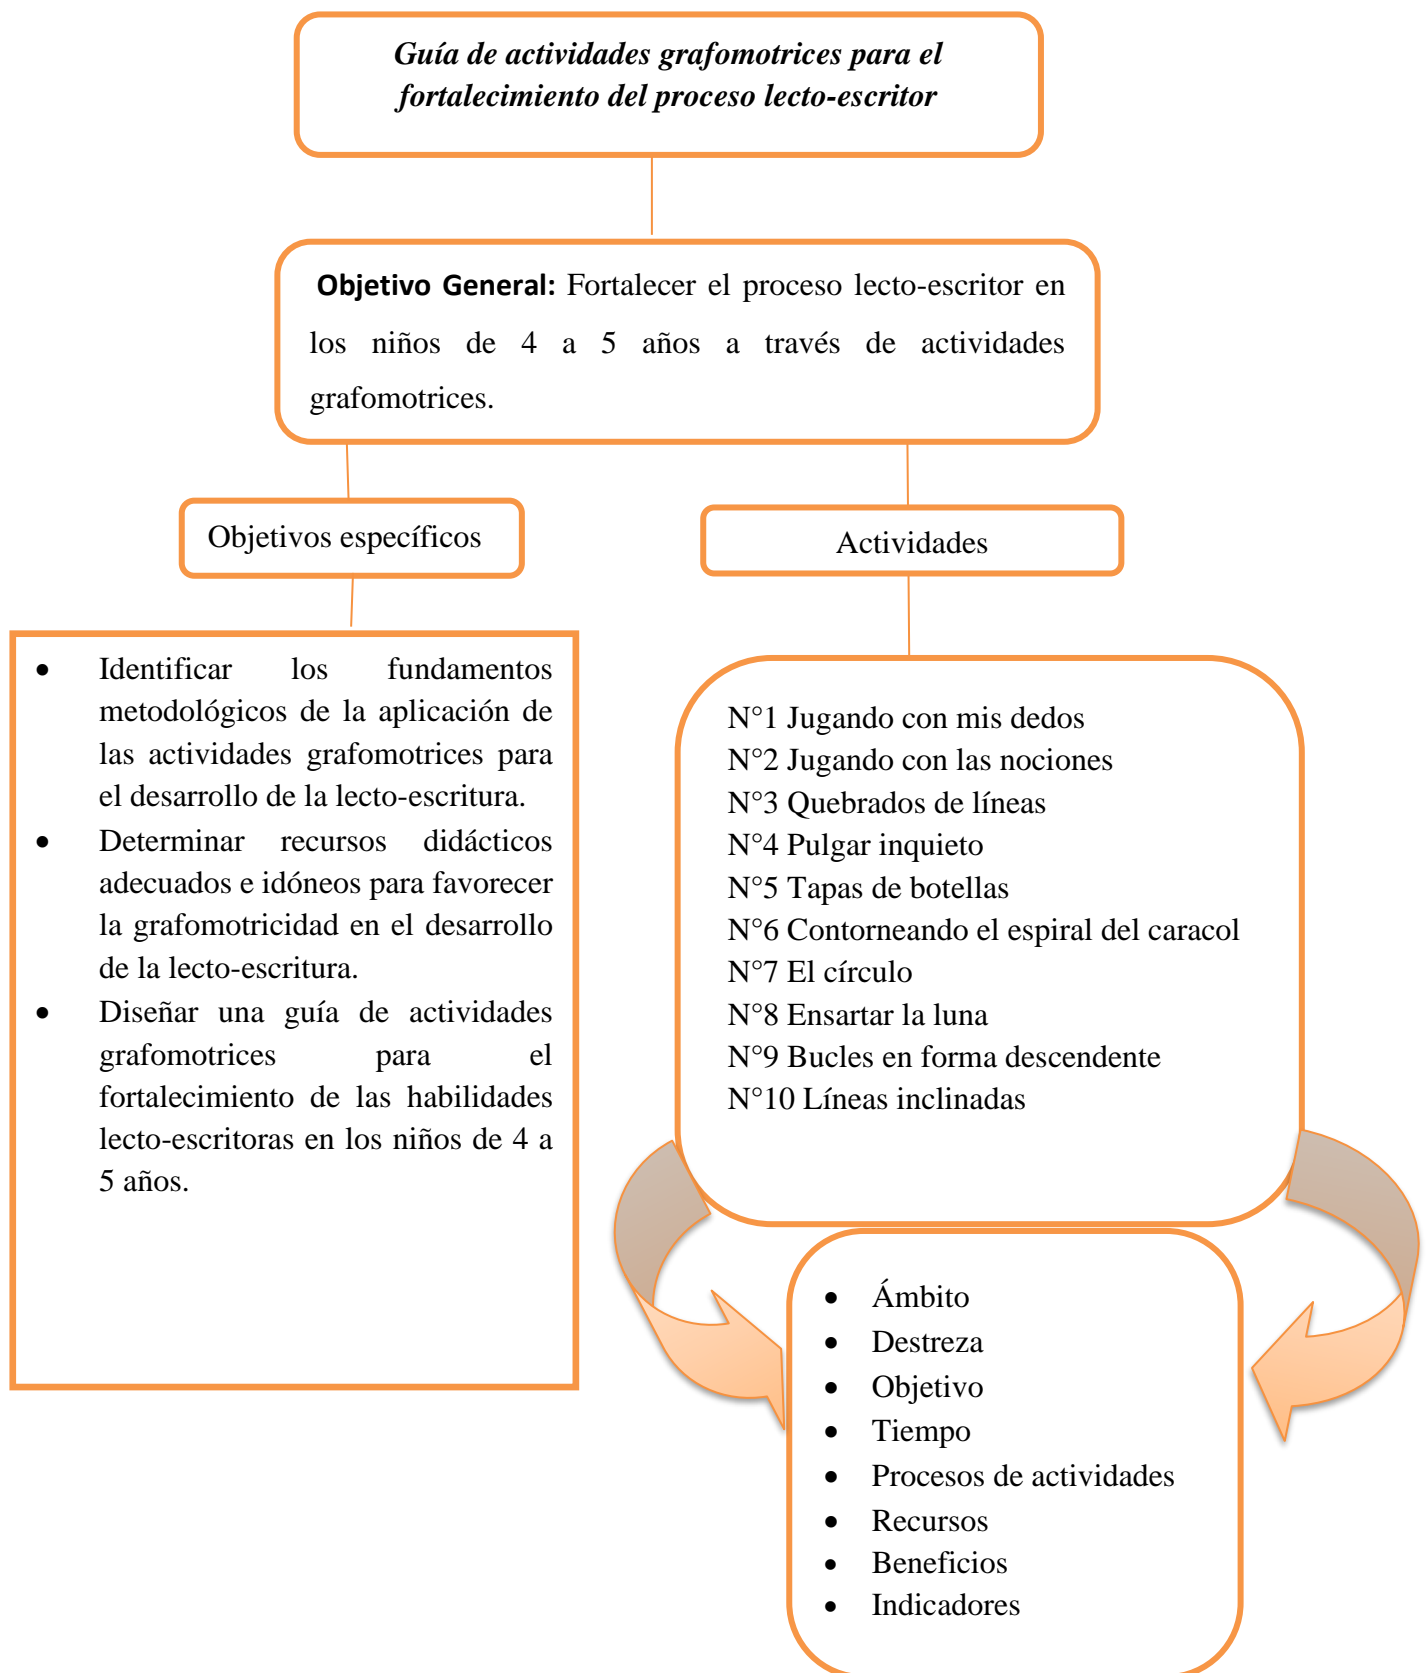 Guía de actividades grafomotrices para el
fortalecimiento del proceso lecto-escritor
Objetivo General: Fortalecer el proceso lecto-escritor en
los niños de 4 a 5 años a través de actividades
grafomotrices.
Objetivos específicos
• Identificar los fundamentos
metodológicos de la aplicación de
las actividades grafomotrices para
el desarrollo de la lecto-escritura.
• Determinar recursos didácticos
adecuados e idóneos para favorecer
la grafomotricidad en el desarrollo
de la lecto-escritura.
• Diseñar una guía de actividades
grafomotrices para el
fortalecimiento de las habilidades
lecto-escritoras en los niños de 4 a
5 años.
Actividades
N°1 Jugando con mis dedos
N°2 Jugando con las nociones
N°3 Quebrados de líneas
N°4 Pulgar inquieto
N°5 Tapas de botellas
N°6 Contorneando el espiral del caracol
N°7 El círculo
N°8 Ensartar la luna
N°9 Bucles en forma descendente
N°10 Líneas inclinadas
• Ámbito
• Destreza
• Objetivo
• Tiempo
• Procesos de actividades
• Recursos
• Beneficios
• Indicadores